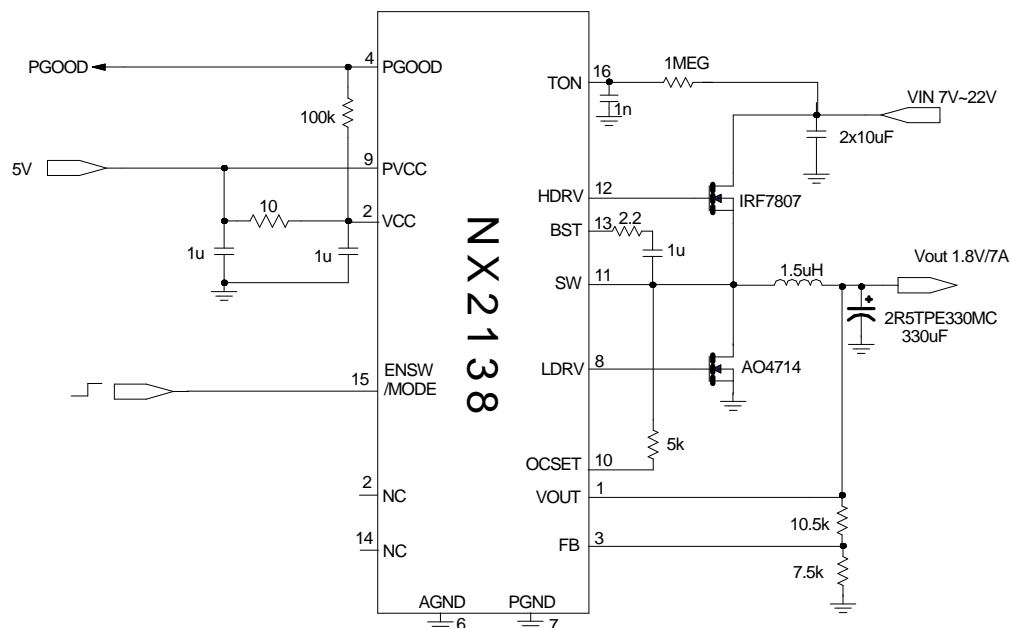 PGOOD
4
PGOOD
100k
5V
9
PVCC
10
2
VCC
1u
1u
15
ENSW
/MODE
2
NC
14
NC
AGND
6
PGND
7
NX2138
TON
16
1MEG
1n
VIN 7V~22V
2x10uF
HDRV
12
IRF7807
BST
13
2.2
1u
SW
11
1.5uH
Vout 1.8V/7A
+
2R5TPE330MC
330uF
LDRV
8
AO4714
5k
OCSET
10
VOUT
1
10.5k
FB
3
7.5k